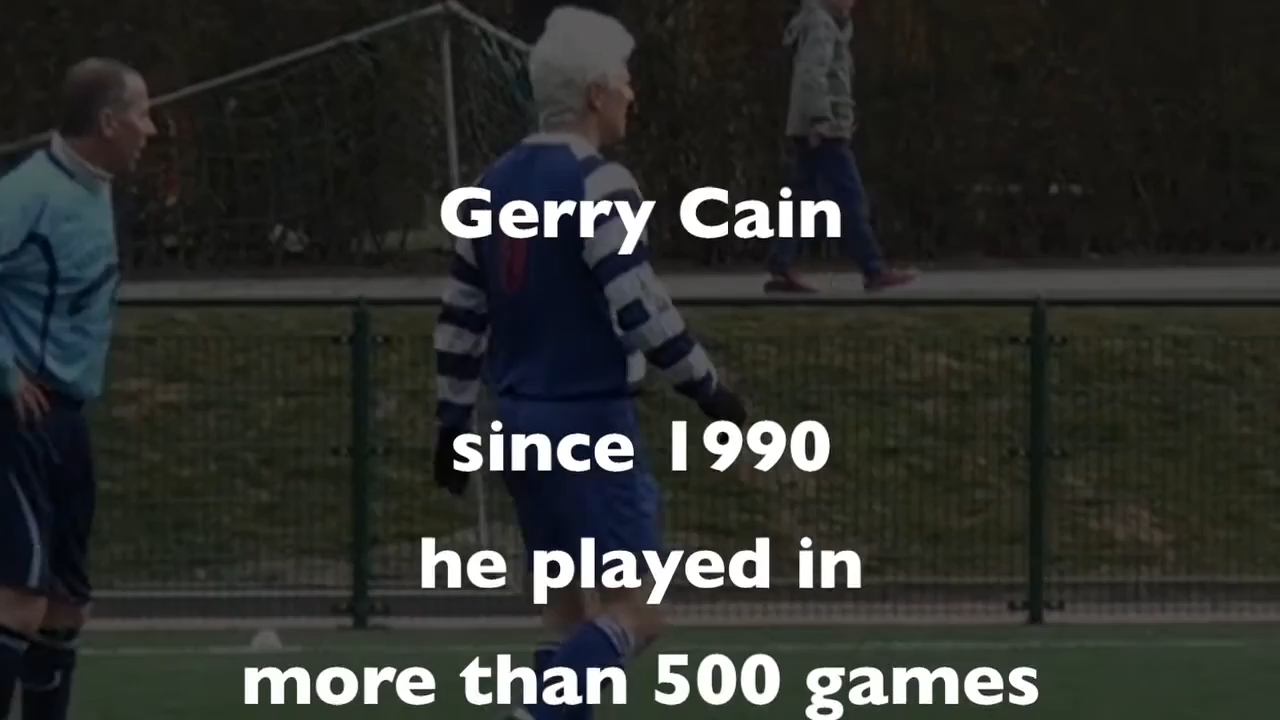 Gerry Cain
since 1990
he played in
more than 500 games